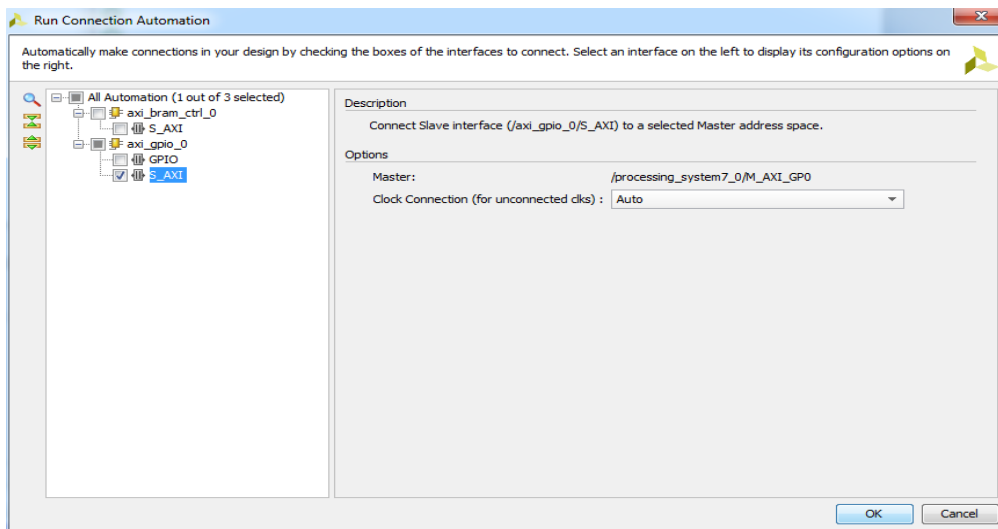 Run Connection Automation
Automatically make connections in your design by checking the boxes of the interfaces to connect. Select an interface on the left to display its configuration options on
the right.
All Automation (1 out of 3 selected)
axi_bram_ctrl_0
S_AXI
axi_gpio_0
GPIO
S_AXI
Description
Connect Slave interface (/axi_gpio_0/S_AXI) to a selected Master address space.
Options
Master: /processing_system7_0/M_AXI_GP0
Clock Connection (for unconnected clks) : Auto
OK Cancel